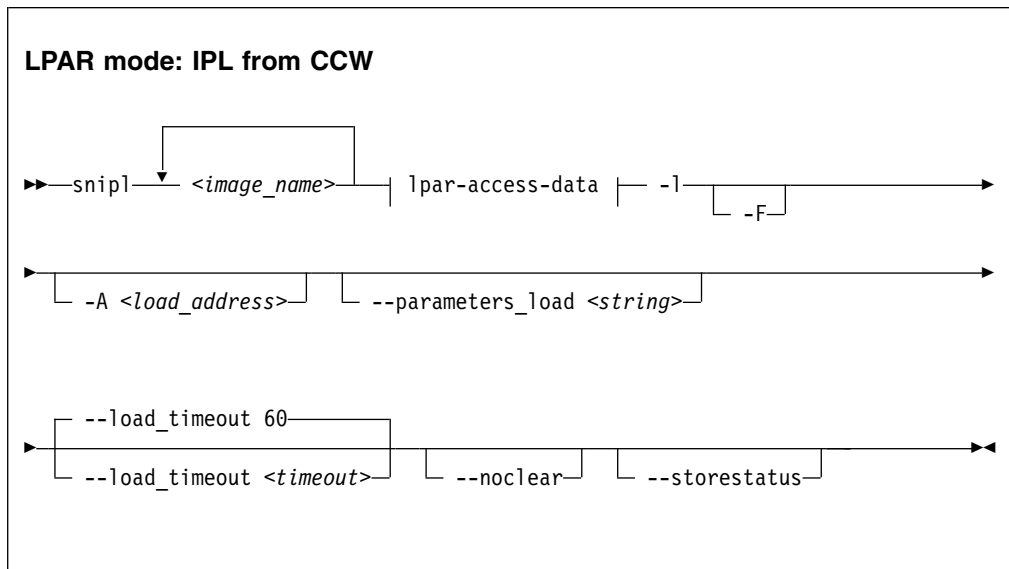 LPAR mode: IPL from CCW
snipl <image_name> lpar-access-data -l
-F
-A <load_address> --parameters_load <string>
--load_timeout 60
--load_timeout <timeout> --noclear --storestatus